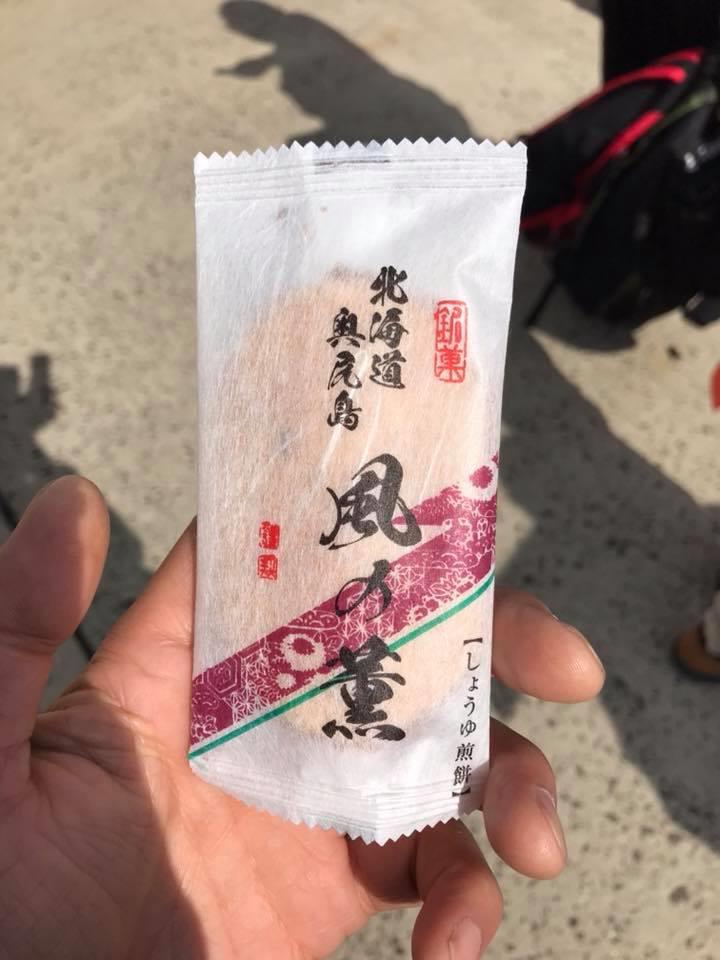 銘菓
北海道
奥尻島
風の薫
【しょうゆ煎餅】